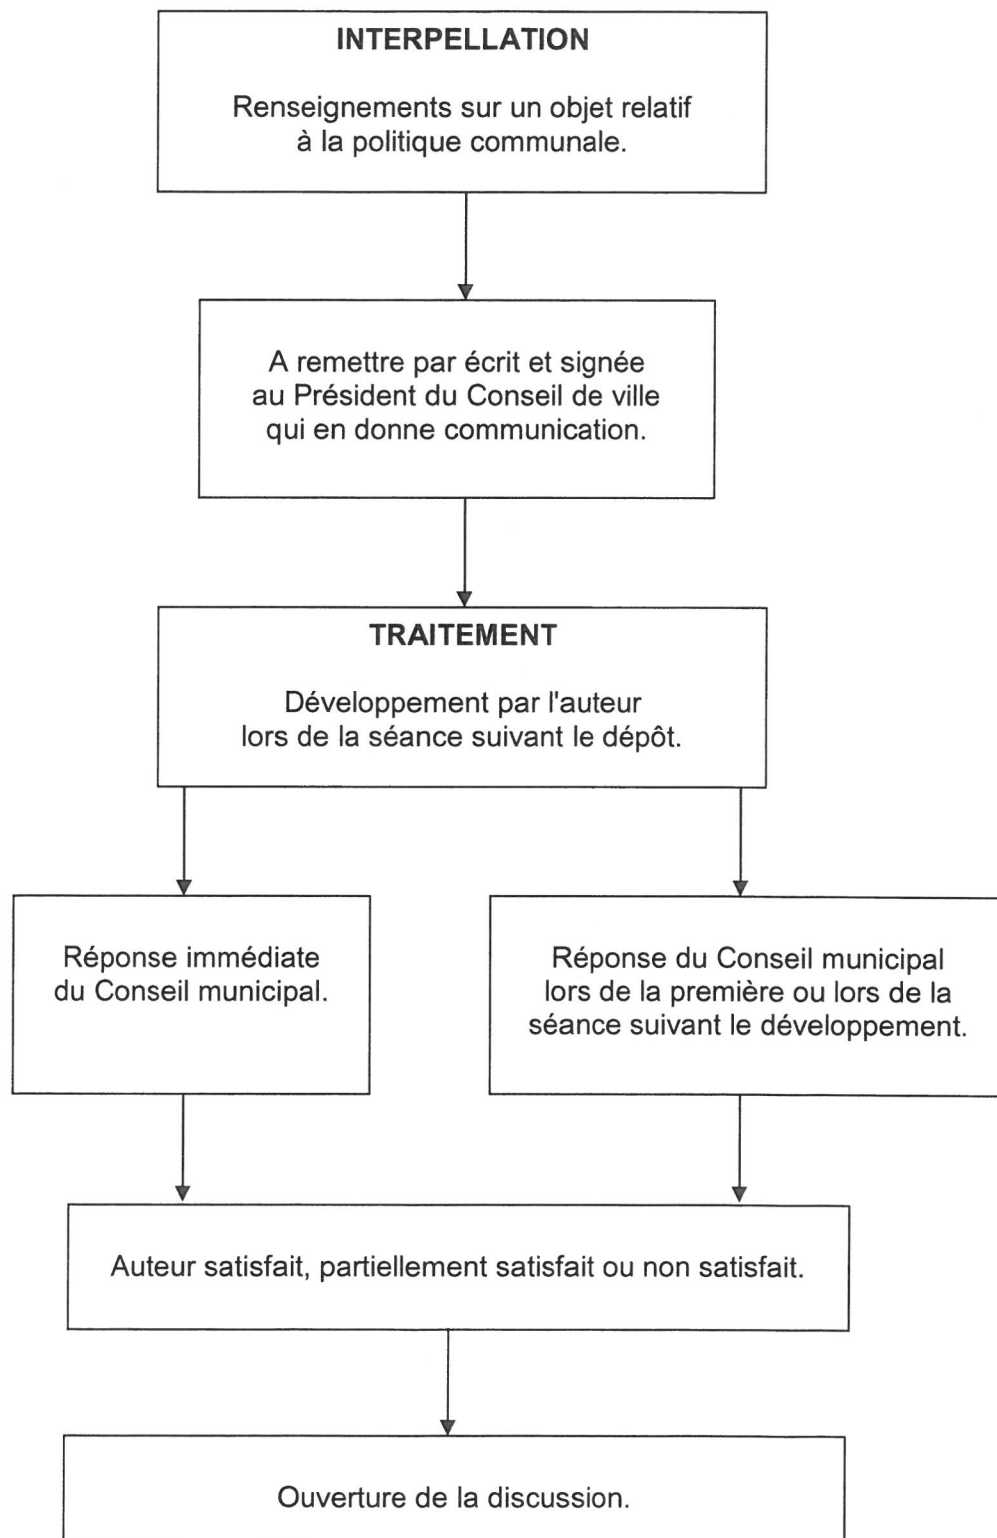 INTERPELLATION
Renseignements sur un objet relatif
à la politique communale.
A remettre par écrit et signée
au Président du Conseil de ville
qui en donne communication.
TRAITEMENT
Développement par l'auteur
lors de la séance suivant le dépôt.
Réponse immédiate
du Conseil municipal.
Réponse du Conseil municipal
lors de la première ou lors de la
séance suivant le développement.
Auteur satisfait, partiellement satisfait ou non satisfait.
Ouverture de la discussion.